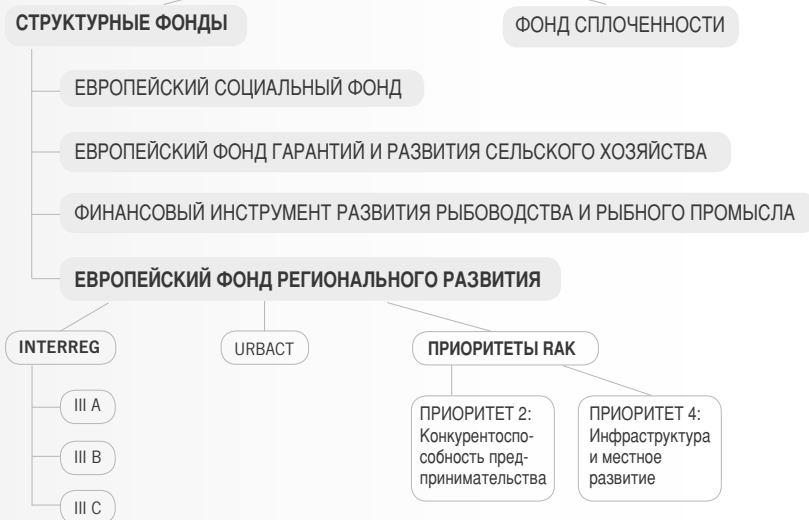 СТРУКТУРНЫЕ ФОНДЫ
ФОНД СПЛОЧЕННОСТИ
ЕВРОПЕЙСКИЙ СОЦИАЛЬНЫЙ ФОНД
ЕВРОПЕЙСКИЙ ФОНД ГАРАНТИЙ И РАЗВИТИЯ СЕЛЬСКОГО ХОЗЯЙСТВА
ФИНАНСОВЫЙ ИНСТРУМЕНТ РАЗВИТИЯ РЫБОВОДСТВА И РЫБНОГО ПРОМЫСЛА
ЕВРОПЕЙСКИЙ ФОНД РЕГИОНАЛЬНОГО РАЗВИТИЯ
INTERREG
URBACT
ПРИОРИТЕТЫ RAK
III A
III B
III C
ПРИОРИТЕТ 2:
Конкурентоспо-
собность пред-
принимательства
ПРИОРИТЕТ 4:
Инфраструктура
и местное
развитие